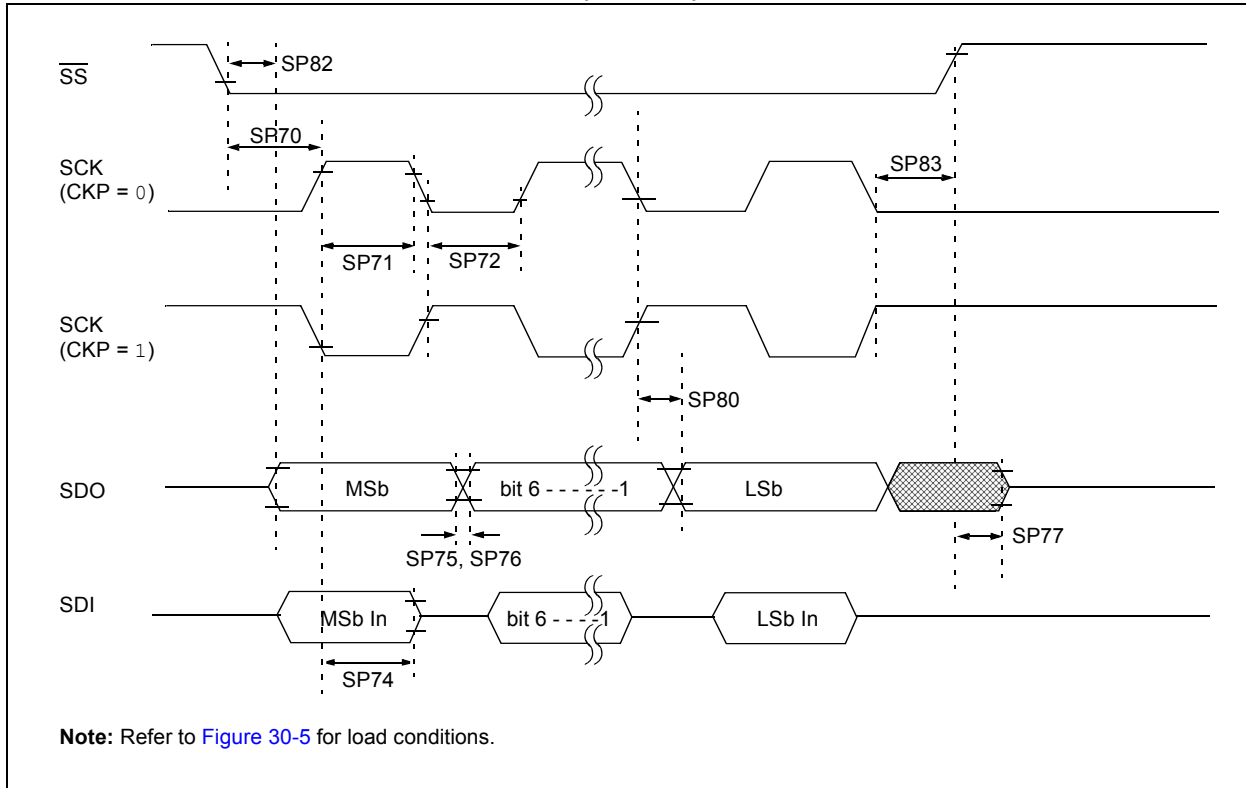 SS
SP82
SP70
SCK
(CKP = 0)
SP83
SP71
SP72
SCK
(CKP = 1)
SP80
SDO
MSb
bit 6 - - - - - -1
LSb
SP77
SP75, SP76
SDI
MSb In
bit 6 - - - -1
LSb In
SP74
Note: Refer to Figure 30-5 for load conditions.